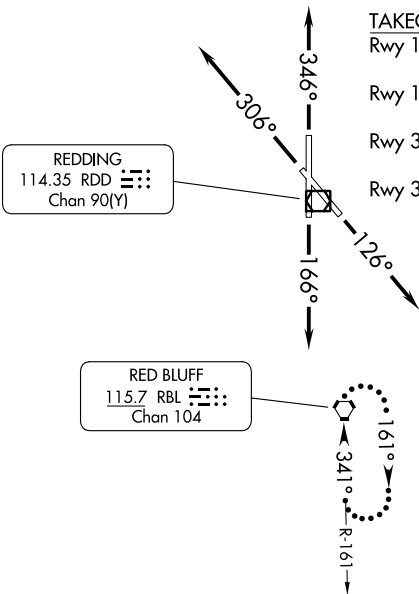 TAKEO
Rwy 1
Rwy 1
Rwy 3
Rwy 3
346°
306°
REDDING
114.35 RDD
Chan 90(Y)
126°
166°
RED BLUFF
115.7 RBL
Chan 104
161°
341°
R-161